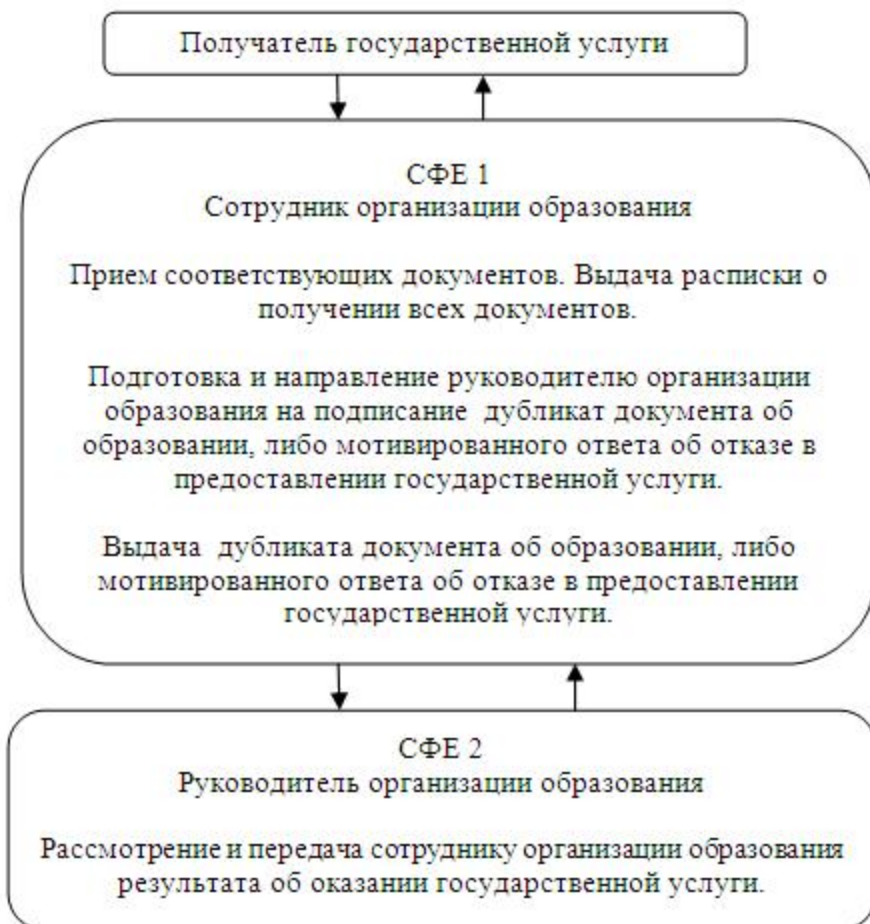 Получатель государственной услуги
СФЕ 1
Сотрудник организации образования
Прием соответствующих документов. Выдача расписки о
получении всех документов.
Подготовка и направление руководителю организации
образования на подписание дубликат документа об
образовании, либо мотивированного ответа об отказе в
предоставлении государственной услуги.
Выдача дубликата документа об образовании, либо
мотивированного ответа об отказе в предоставлении
государственной услуги.
СФЕ 2
Руководитель организации образования
Рассмотрение и передача сотруднику организации образования
результата об оказании государственной услуги.